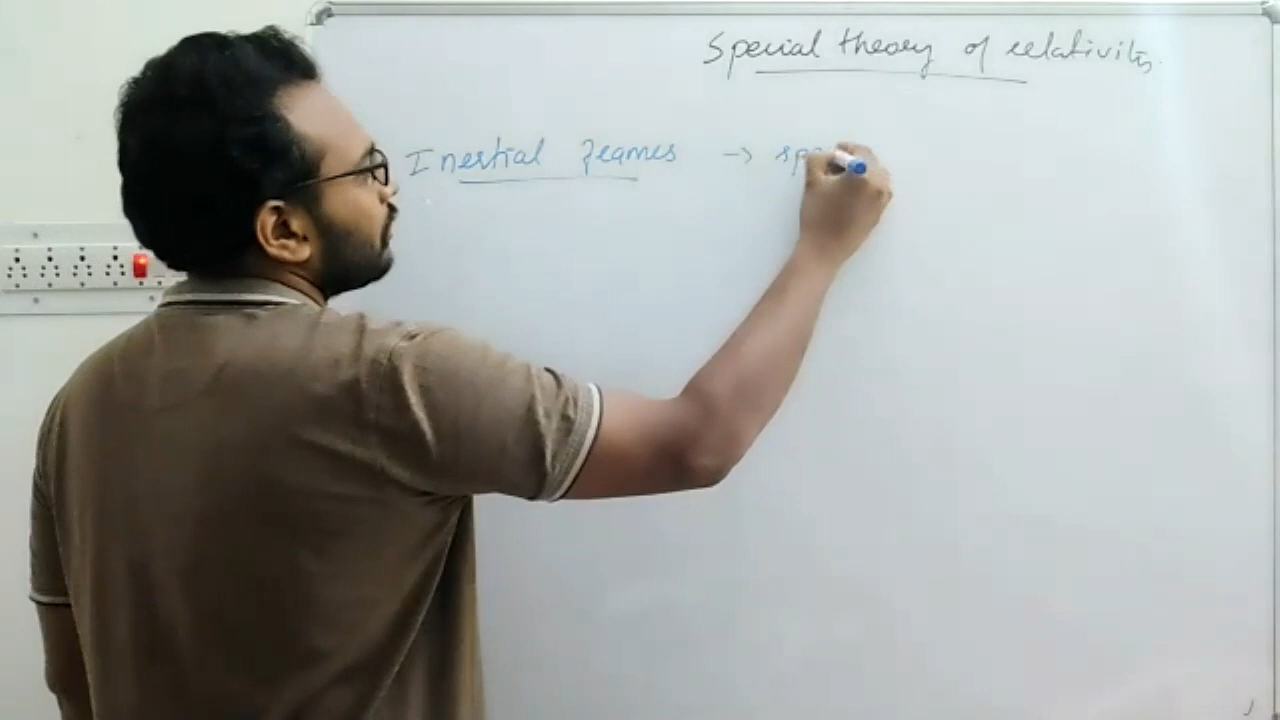 Special theory of relativity
Inertial frames →